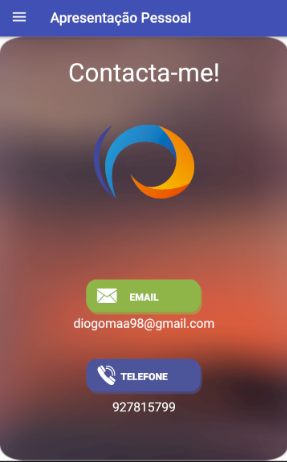 Apresentação Pessoal
Contacta-me!
EMAIL
diogomaa98@gmail.com
TELEFONE
927815799